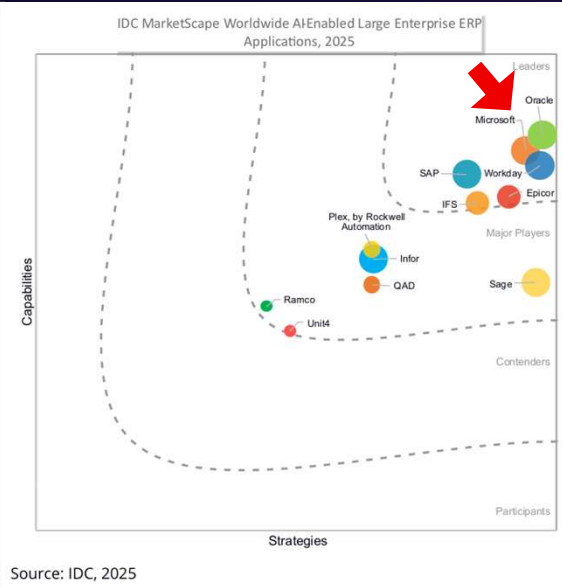 IDC MarketScape Worldwide AI-Enabled Large Enterprise ERP
Applications, 2025
Leaders
Oracle
Microsoft
SAP
Workday
Epicor
IFS
Plex, by Rockwell
Automation
Major Players
Infor
QAD
Sage
Ramco
Unit4
Contenders
Participants
Capabilities
Strategies
Source: IDC, 2025